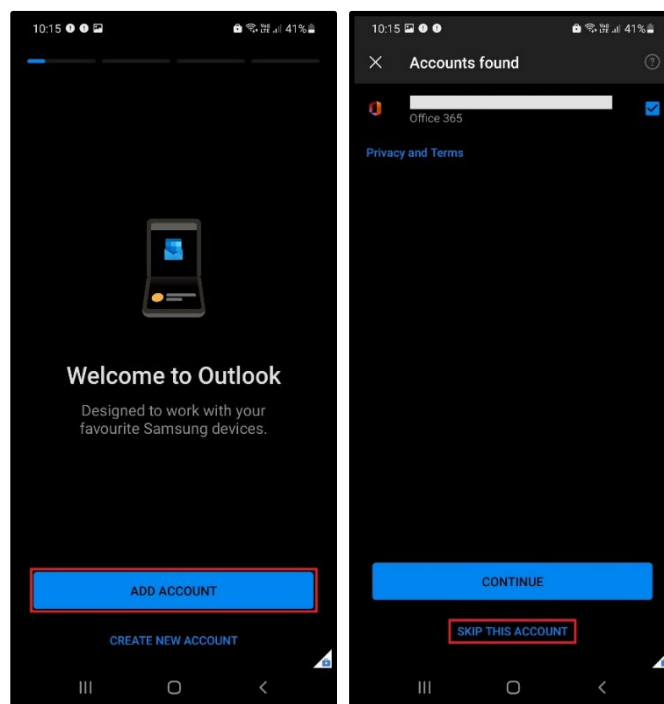 10:15
41%
Welcome to Outlook
Designed to work with your
favourite Samsung devices.
ADD ACCOUNT
CREATE NEW ACCOUNT
10:15
41%
Accounts found
Office 365
Privacy and Terms
CONTINUE
SKIP THIS ACCOUNT